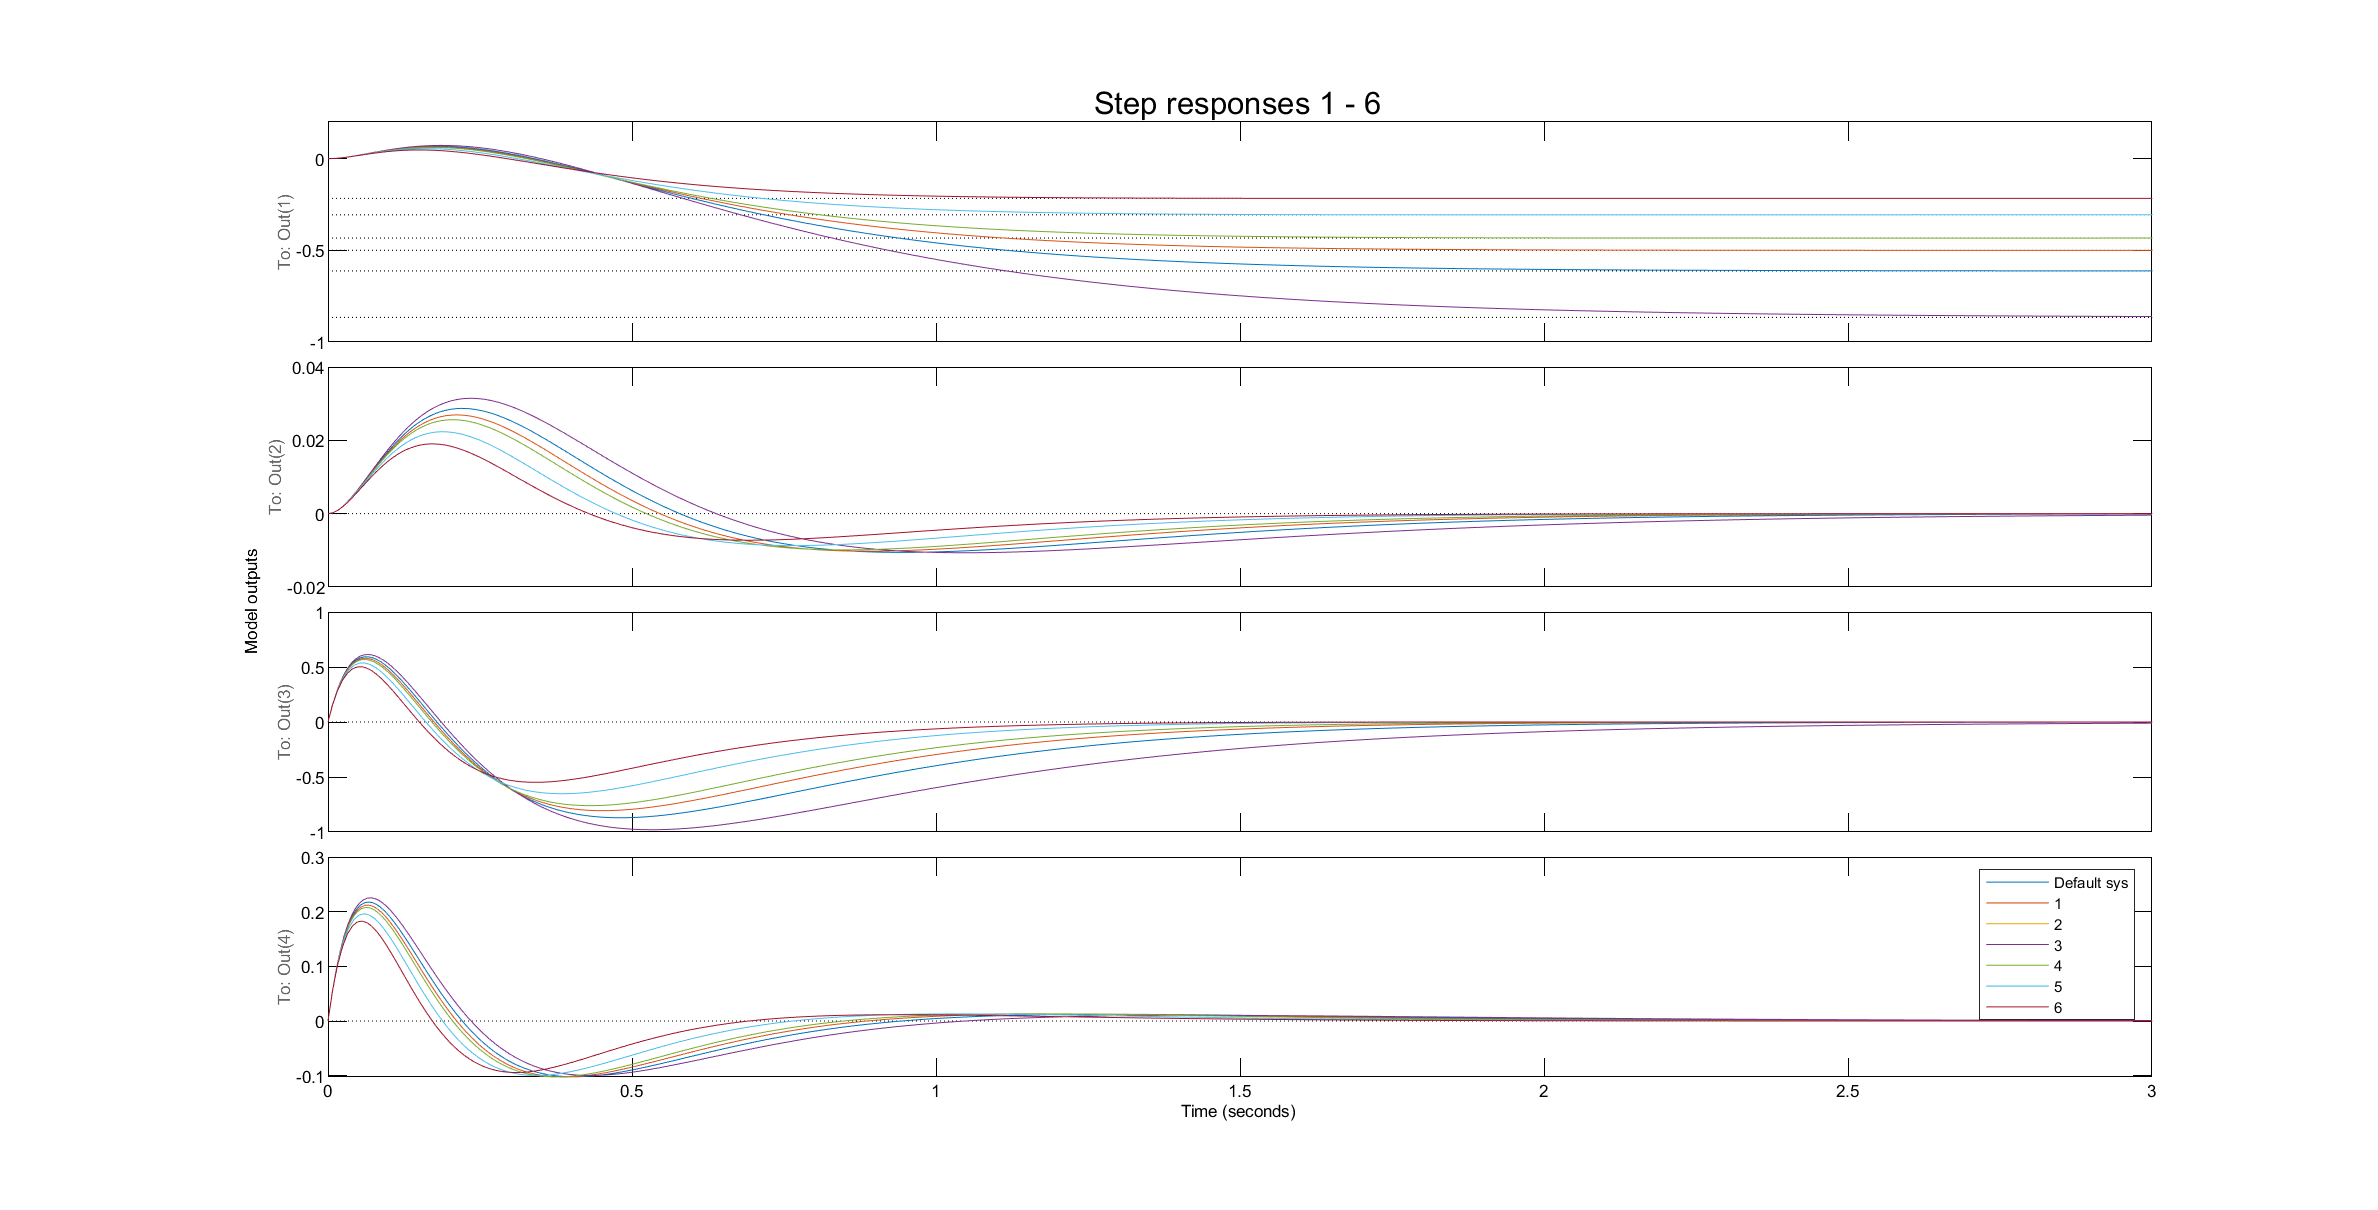 Step responses 1 - 6
Model outputs
To: Out(1)
0
-0.5
-1
To: Out(2)
0.04
0.02
0
-0.02
To: Out(3)
1
0.5
0
-0.5
-1
To: Out(4)
0.3
0.2
0.1
0
-0.1
Default sys
1
2
3
4
5
6
0 0.5 1 1.5 2 2.5 3
Time (seconds)